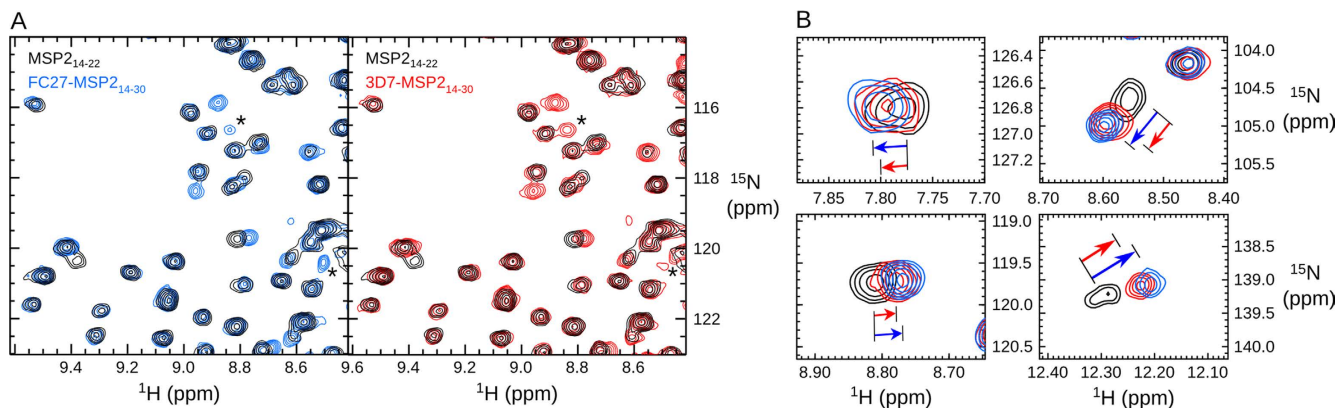 A
MSP2₁₄₋₂₂
FC27-MSP2₁₄₋₃₀
*
*
MSP2₁₄₋₂₂
3D7-MSP2₁₄₋₃₀
*
*
116
118
120
122
¹⁵N
(ppm)
9.4 9.2 9.0 8.8 8.6 9.6 9.4 9.2 9.0 8.8 8.6
¹H (ppm)
¹H (ppm)
B
126.4
126.6
126.8
127.0
127.2
7.85 7.80 7.75 7.70
104.0
104.5
105.0
105.5
¹⁵N
(ppm)
8.60 8.50 8.40
119.0
119.5
120.0
120.5
8.90 8.80 8.70
¹H (ppm)
138.5
139.0
139.5
140.0
¹⁵N
(ppm)
12.40 12.30 12.20 12.10
¹H (ppm)